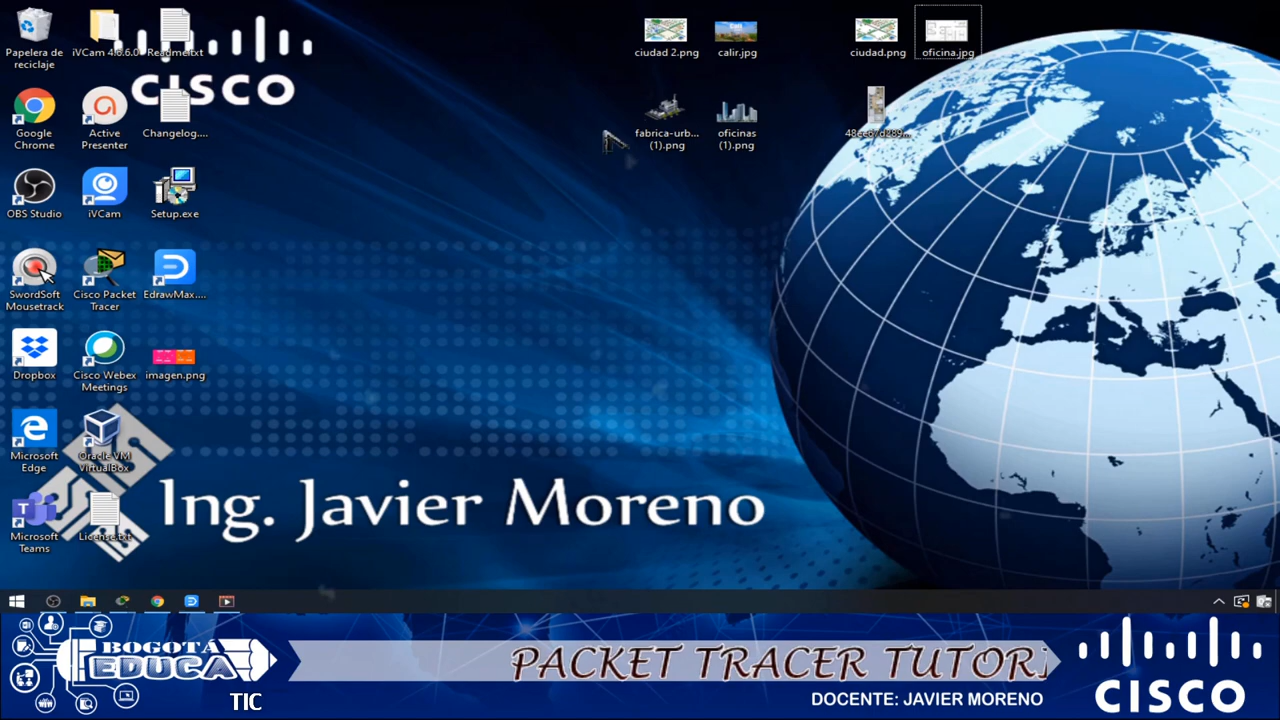 CISCO
Papelera de
reciclaje
iVCam 4.6.6.0
Readme.txt
ciudad 2.png
calir.jpg
ciudad.png
oficina.jpg
Google
Chrome
Active
Presenter
Changelog....
fabrica-urb...
(1).png
oficinas
(1).png
OBS Studio
iVCam
Setup.exe
SwordSoft
Mousetrack
Cisco Packet
Tracer
EdrawMax....
Dropbox
Cisco Webex
Meetings
imagen.png
Microsoft
Edge
Oracle VM
VirtualBox
Microsoft
Teams
License.txt
Ing. Javier Moreno
BOGOTÁ
EDUCA
TIC
PACKET TRACER TUTORI
DOCENTE: JAVIER MORENO
CISCO